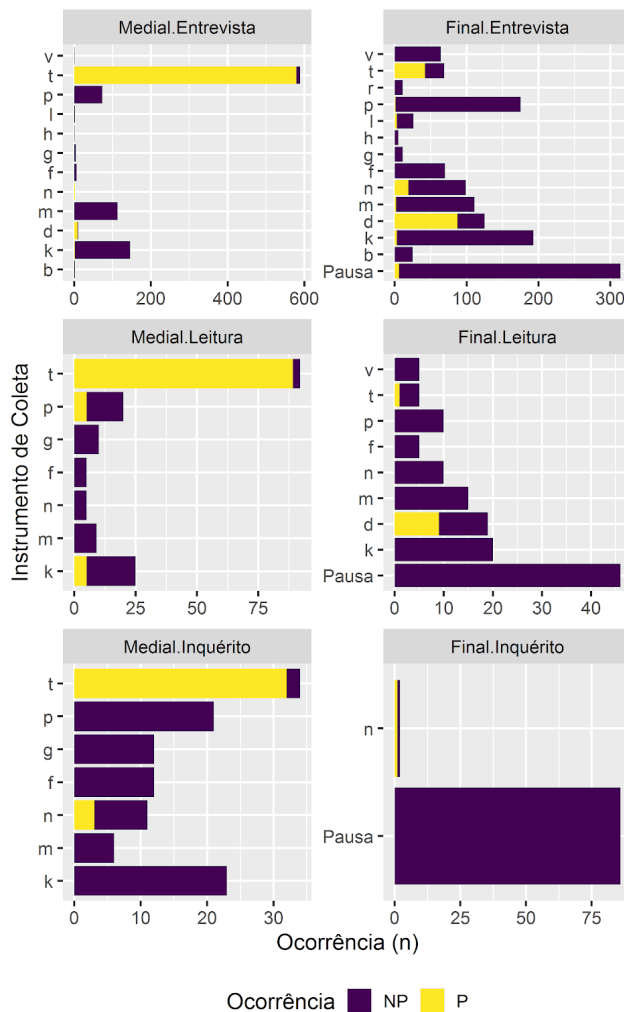 Medial.Entrevista
v
t
p
l
h
g
f
n
m
d
k
b
0 200 400 600
Final.Entrevista
v
t
r
p
l
h
g
f
n
m
d
k
b
Pausa
0 100 200 300
Instrumento de Coleta
Medial.Leitura
t
p
g
f
n
m
k
0 25 50 75
Final.Leitura
v
t
p
f
n
m
d
k
Pausa
0 10 20 30 40
Medial.Inquérito
t
p
g
f
n
m
k
0 10 20 30
Final.Inquérito
n
Pausa
0 25 50 75
Ocorrência (n)
Ocorrência NP P